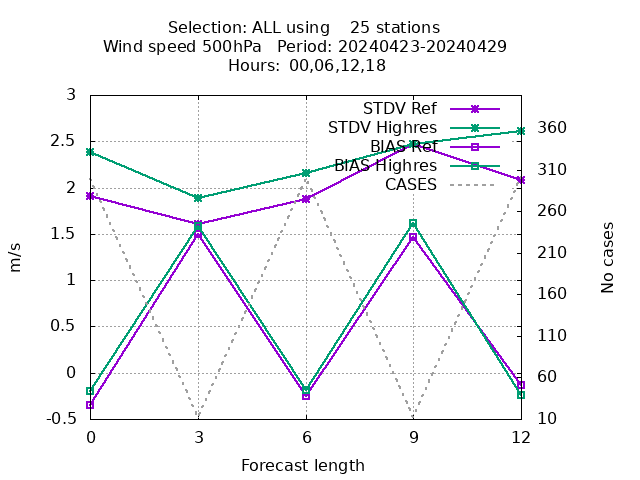 Selection: ALL using    25 stations
Wind speed 500hPa   Period: 20240423-20240429
Hours: 00,06,12,18
STDV Ref
STDV Highres
BIAS Ref
BIAS Highres
CASES
3
2.5
2
1.5
1
0.5
0
-0.5
m/s
360
310
260
210
160
110
60
10
No cases
0
3
6
9
12
Forecast length